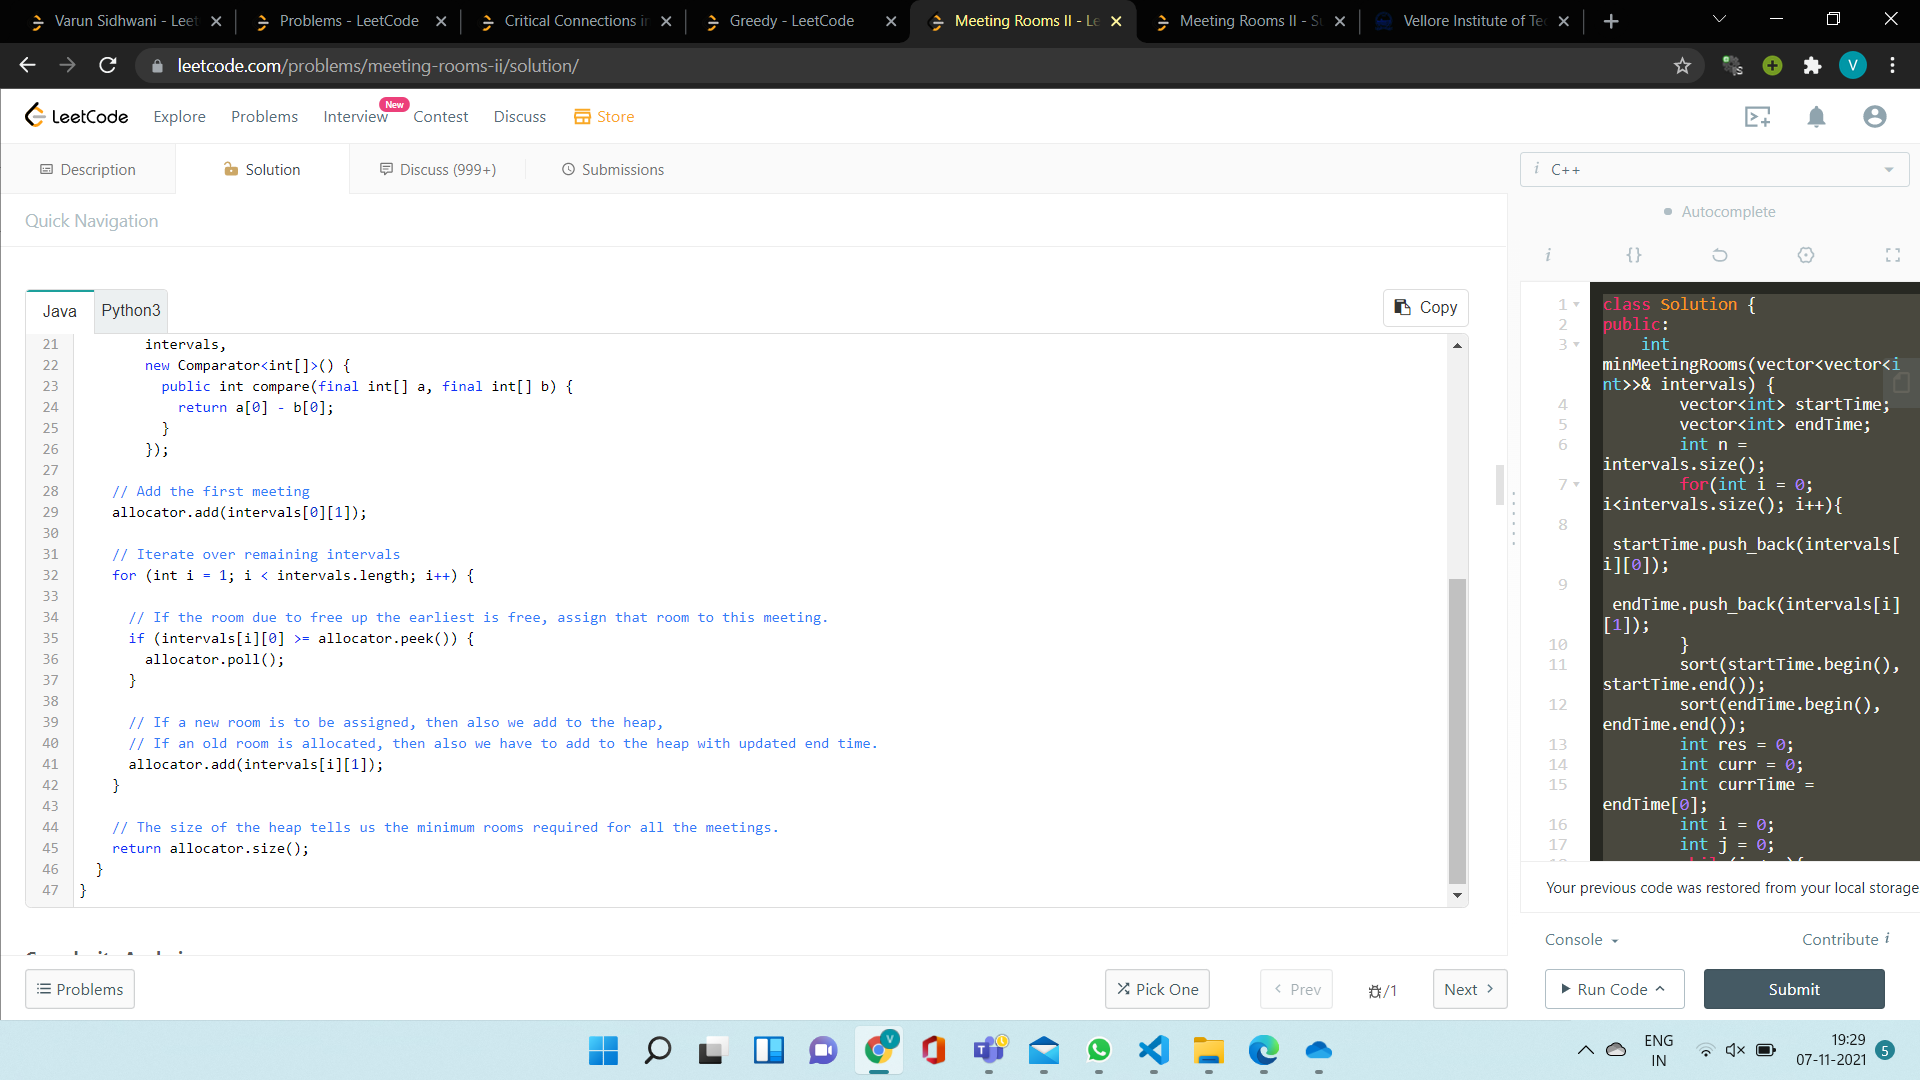 Varun Sidhwani - Leet
Problems - LeetCode
Critical Connections in
Greedy - LeetCode
Meeting Rooms II - Le
Meeting Rooms II - Su
Vellore Institute of Tec
leetcode.com/problems/meeting-rooms-ii/solution/
V
LeetCode
Explore
Problems
Interview
New
Contest
Discuss
Store
Description
Solution
Discuss (999+)
Submissions
i C++
Quick Navigation
Autocomplete
i {}
Java
Python3
Copy
21 intervals,
22 new Comparator<int[]>() {
23 public int compare(final int[] a, final int[] b) {
24 return a[0] - b[0];
25 }
26 });
27
28 // Add the first meeting
29 allocator.add(intervals[0][1]);
30
31 // Iterate over remaining intervals
32 for (int i = 1; i < intervals.length; i++) {
33
34 // If the room due to free up the earliest is free, assign that room to this meeting.
35 if (intervals[i][0] >= allocator.peek()) {
36 allocator.poll();
37 }
38
39 // If a new room is to be assigned, then also we add to the heap,
40 // If an old room is allocated, then also we have to add to the heap with updated end time.
41 allocator.add(intervals[i][1]);
42 }
43
44 // The size of the heap tells us the minimum rooms required for all the meetings.
45 return allocator.size();
46 }
47 }
1 class Solution {
2 public:
3 int
minMeetingRooms(vector<vector<i
nt>>& intervals) {
4 vector<int> startTime;
5 vector<int> endTime;
6 int n =
intervals.size();
7 for(int i = 0;
i<intervals.size(); i++){
8
startTime.push_back(intervals[
i][0]);
9
endTime.push_back(intervals[i]
[1]);
10 }
11 sort(startTime.begin(),
startTime.end());
12 sort(endTime.begin(),
endTime.end());
13 int res = 0;
14 int curr = 0;
15 int currTime =
endTime[0];
16 int i = 0;
17 int j = 0;
Your previous code was restored from your local storage
Console
Contribute i
Problems
Pick One
Prev
/1
Next
Run Code
Submit
V
ENG
IN
19:29
07-11-2021
5